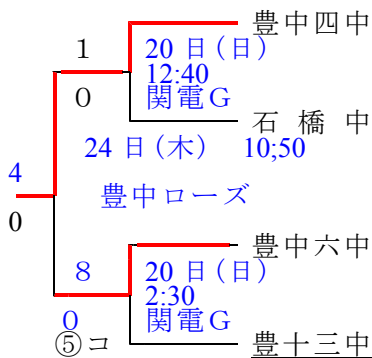 豊中四中
1
20日(日)
12:40
0
関電G
石橋中
24日(木) 10;50
4
豊中ローズ
0
豊中六中
8
20日(日)
2:30
0
関電G
⑤コ
豊十三中